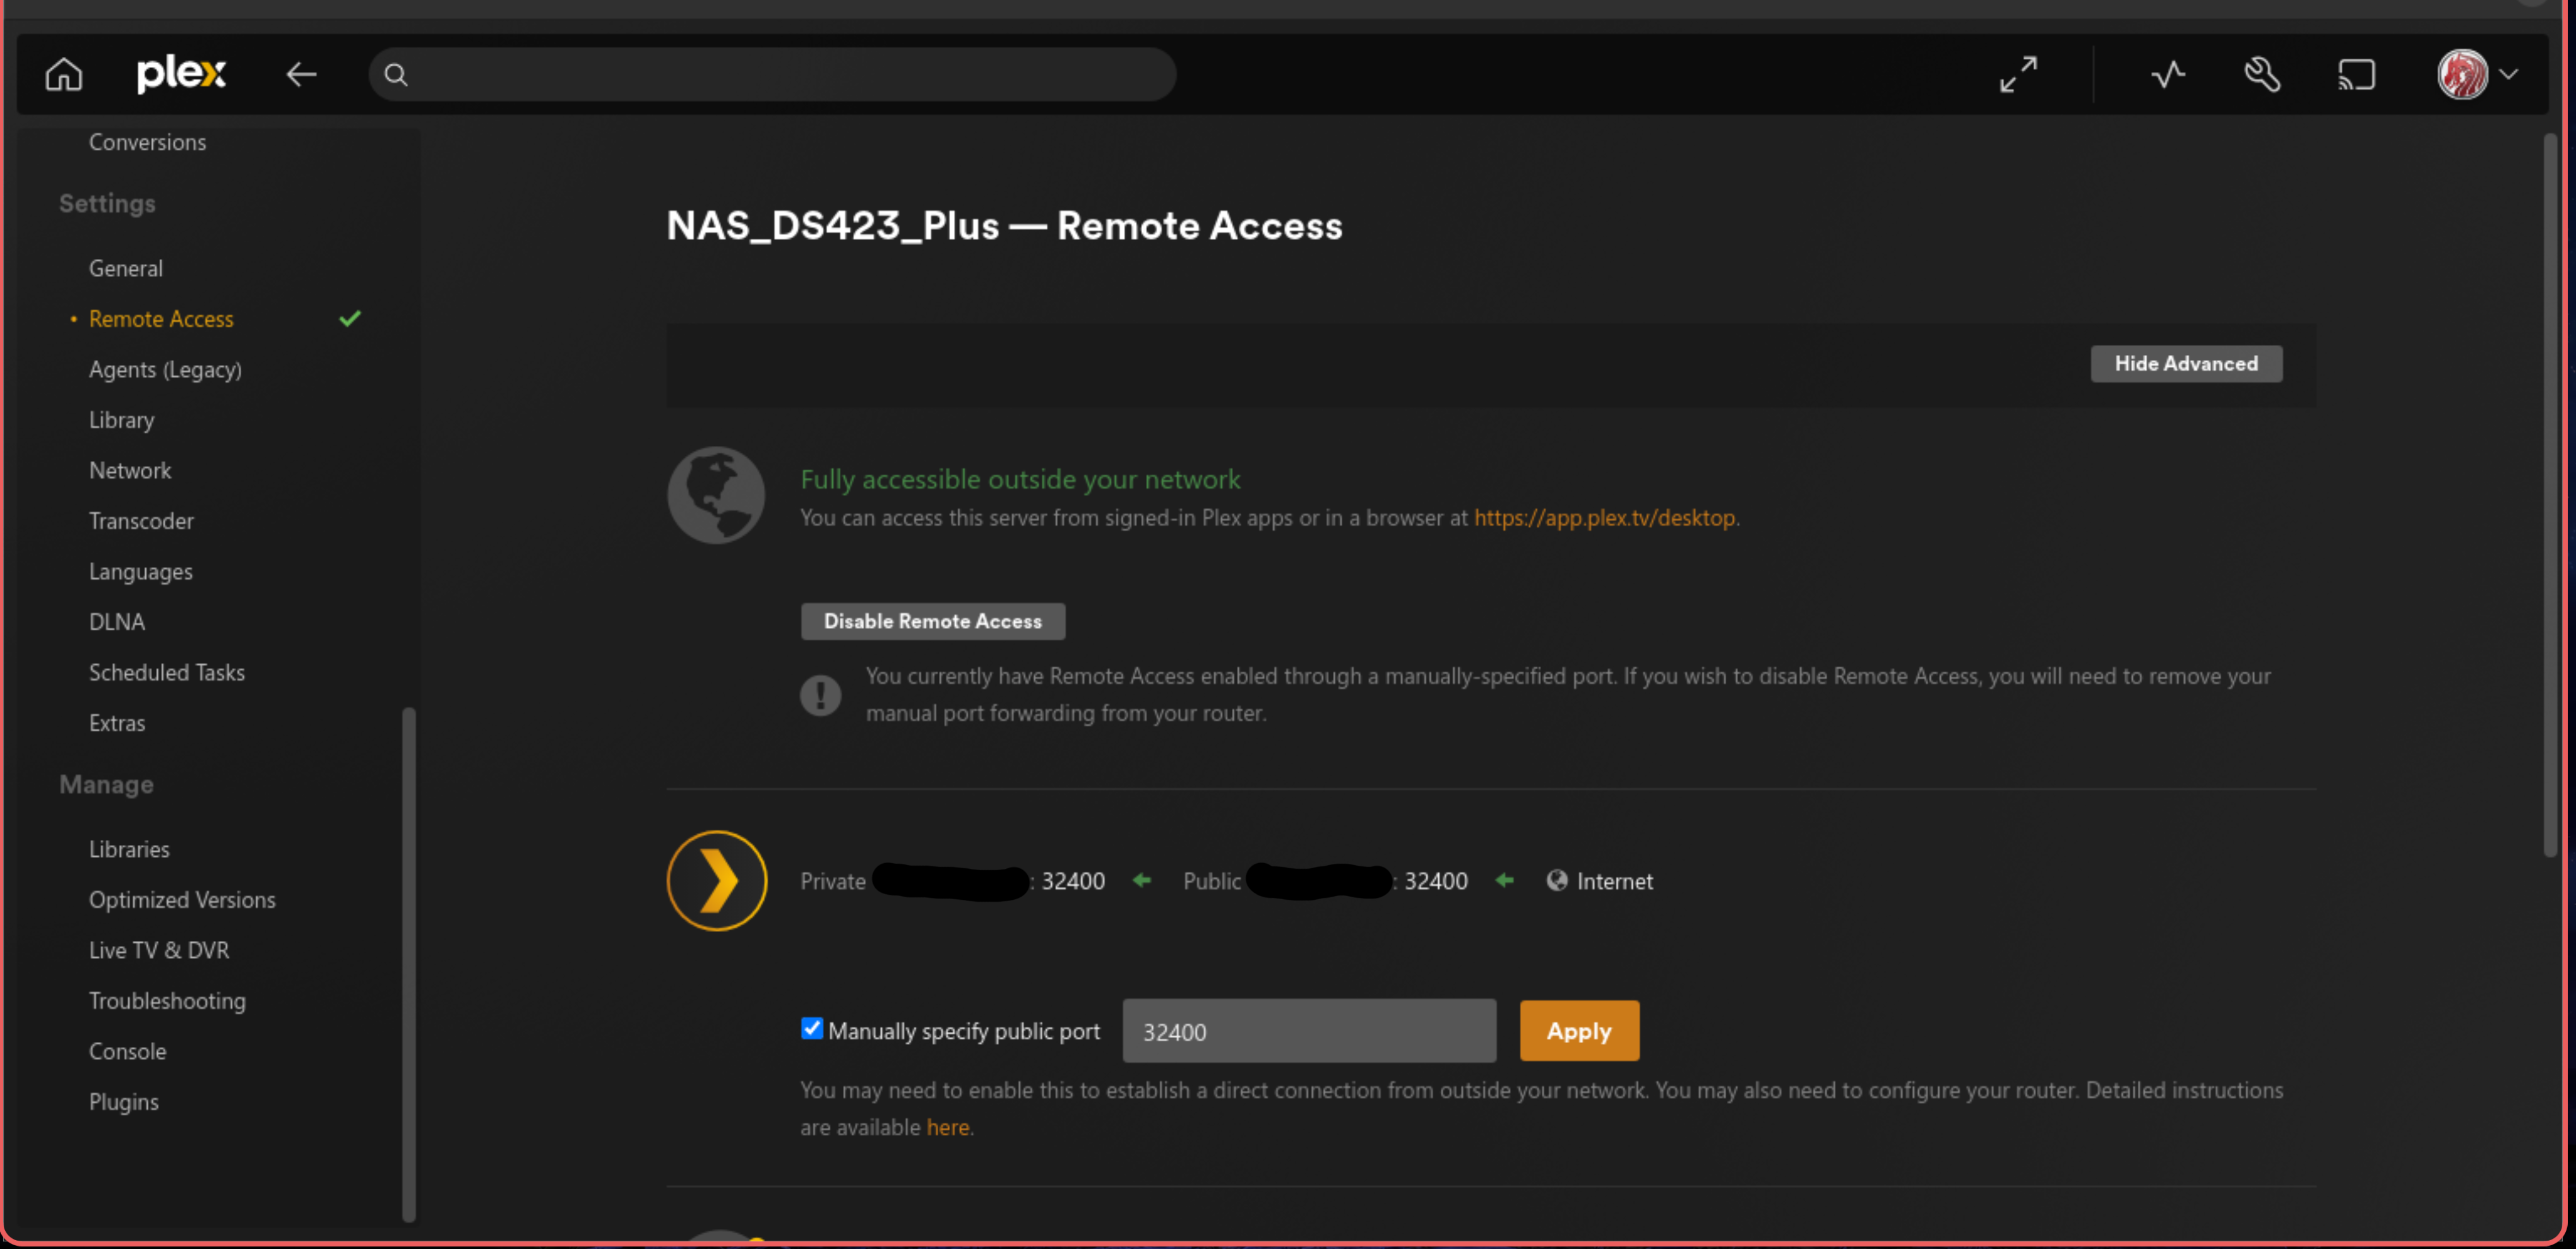 plex
Conversions
Settings
General
• Remote Access
Agents (Legacy)
Library
Network
Transcoder
Languages
DLNA
Scheduled Tasks
Extras
Manage
Libraries
Optimized Versions
Live TV & DVR
Troubleshooting
Console
Plugins
NAS_DS423_Plus — Remote Access
Hide Advanced
Fully accessible outside your network
You can access this server from signed-in Plex apps or in a browser at https://app.plex.tv/desktop.
Disable Remote Access
You currently have Remote Access enabled through a manually-specified port. If you wish to disable Remote Access, you will need to remove your
manual port forwarding from your router.
Private : 32400 Public : 32400 Internet
Manually specify public port 32400 Apply
You may need to enable this to establish a direct connection from outside your network. You may also need to configure your router. Detailed instructions
are available here.